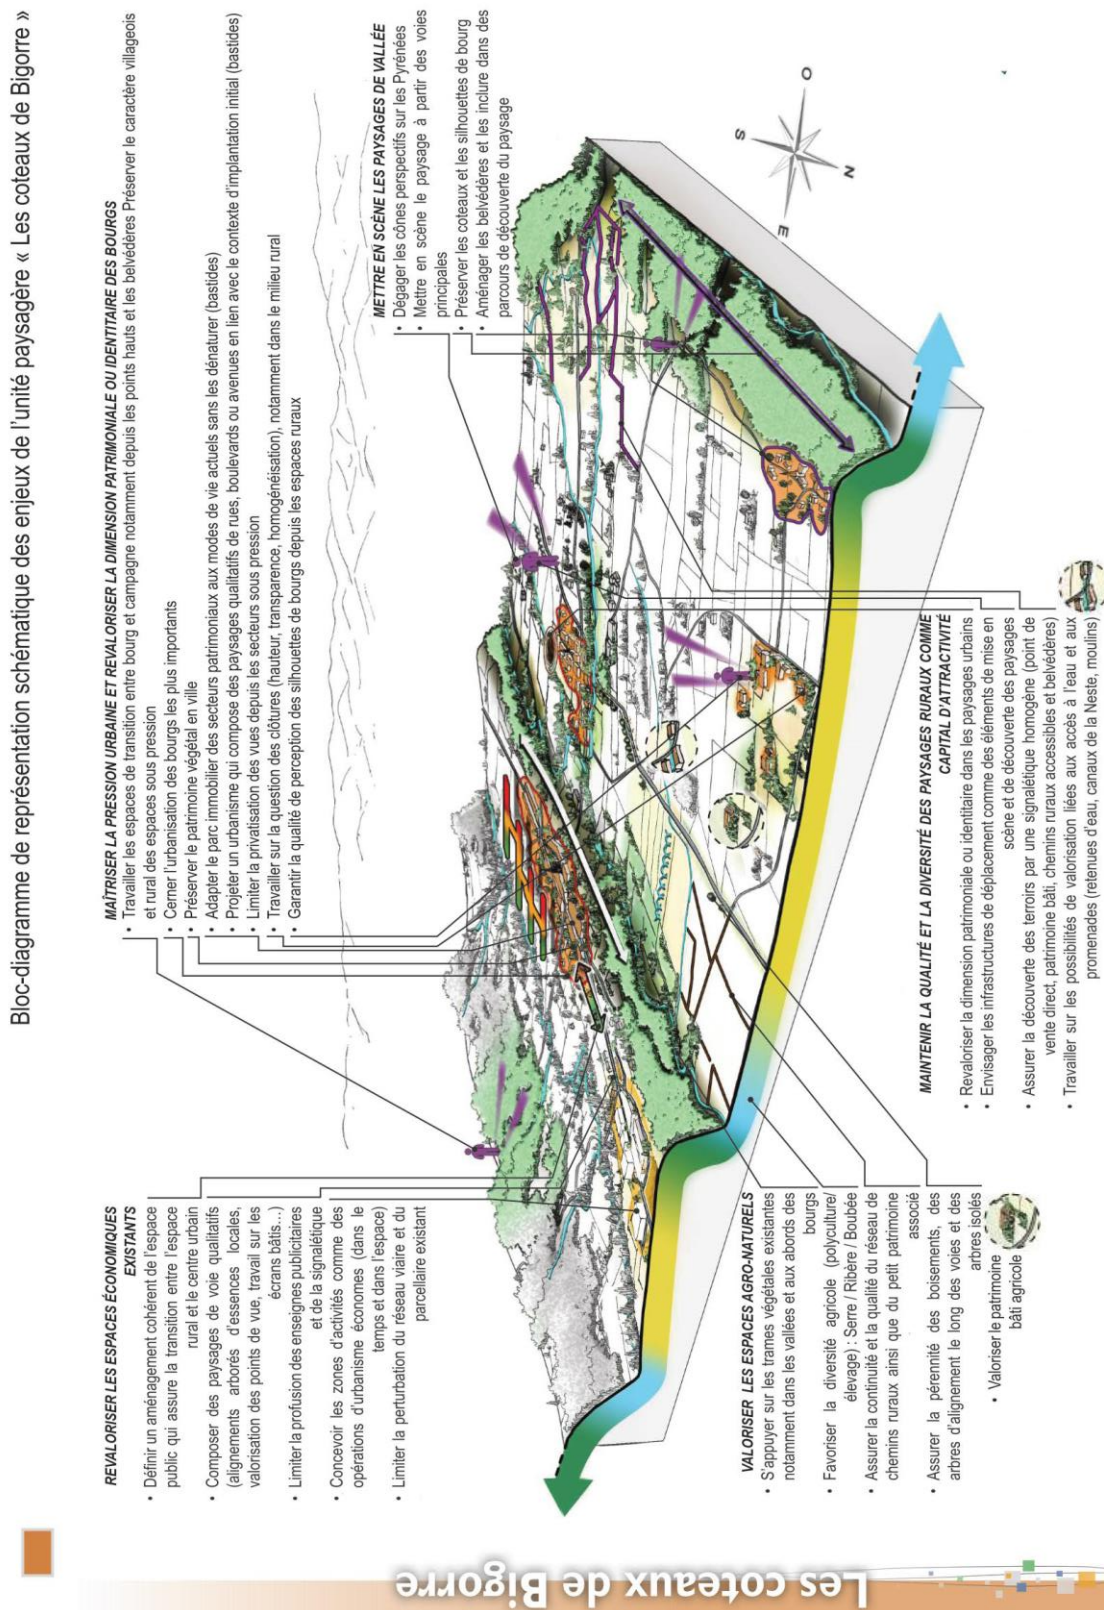 Bloc-diagramme de représentation schématique des enjeux de l'unité paysagère « Les coteaux de Bigorre »
MAÎTRISER LA PRESSION URBAINE ET REVALORISER LA DIMENSION PATRIMONIALE OU IDENTITAIRE DES BOURGS
• Travailler les espaces de transition entre bourg et campagne notamment depuis les points hauts et les belvédères Préserver le caractère villageois
et rural des espaces sous pression
• Cerner l'urbanisation des bourgs les plus importants
• Préserver le patrimoine végétal en ville
• Adapter le parc immobilier des secteurs patrimoniaux aux modes de vie actuels sans les dénaturer (bastides)
• Projeter un urbanisme qui compose des paysages qualitatifs de rues, boulevards ou avenues en lien avec le contexte d'implantation initial (bastides)
• Limiter la privatisation des vues depuis les secteurs sous pression
• Travailler sur la question des clôtures (hauteur, transparence, homogénéisation), notamment dans le milieu rural
• Garantir la qualité de perception des silhouettes de bourgs depuis les espaces ruraux
METTRE EN SCÈNE LES PAYSAGES DE VALLÉE
• Dégager les cônes perspectifs sur les Pyrénées
• Mettre en scène le paysage à partir des voies
principales
• Préserver les coteaux et les silhouettes de bourg
• Aménager les belvédères et les inclure dans des
parcours de découverte du paysage
S
O
N
E
REVALORISER LES ESPACES ÉCONOMIQUES
EXISTANTS
• Définir un aménagement cohérent de l'espace
public qui assure la transition entre l'espace
rural et le centre urbain
• Composer des paysages de voie qualitatifs
(alignements arborés d'essences locales,
valorisation des points de vue, travail sur les
écrans bâtis...)
• Limiter la profusion des enseignes publicitaires
et de la signalétique
• Concevoir les zones d'activités comme des
opérations d'urbanisme économes (dans le
temps et dans l'espace)
• Limiter la perturbation du réseau viaire et du
parcellaire existant
VALORISER LES ESPACES AGRO-NATURELS
• S'appuyer sur les trames végétales existantes
notamment dans les vallées et aux abords des
bourgs
• Favoriser la diversité agricole (polyculture/
élevage) : Serre / Ribère / Boubée
• Assurer la continuité et la qualité du réseau de
chemins ruraux ainsi que du petit patrimoine
associé
• Assurer la pérennité des boisements, des
arbres d'alignement le long des voies et des
arbres isolés
• Valoriser le patrimoine
bâti agricole
MAINTENIR LA QUALITÉ ET LA DIVERSITÉ DES PAYSAGES RURAUX COMME
CAPITAL D'ATTRACTIVITÉ
• Revaloriser la dimension patrimoniale ou identitaire dans les paysages urbains
• Envisager les infrastructures de déplacement comme des éléments de mise en
scène et de découverte des paysages
• Assurer la découverte des terroirs par une signalétique homogène (point de
vente direct, patrimoine bâti, chemins ruraux accessibles et belvédères)
• Travailler sur les possibilités de valorisation liées aux accès à l'eau et aux
promenades (retenues d'eau, canaux de la Neste, moulins)
Les coteaux de Bigorre